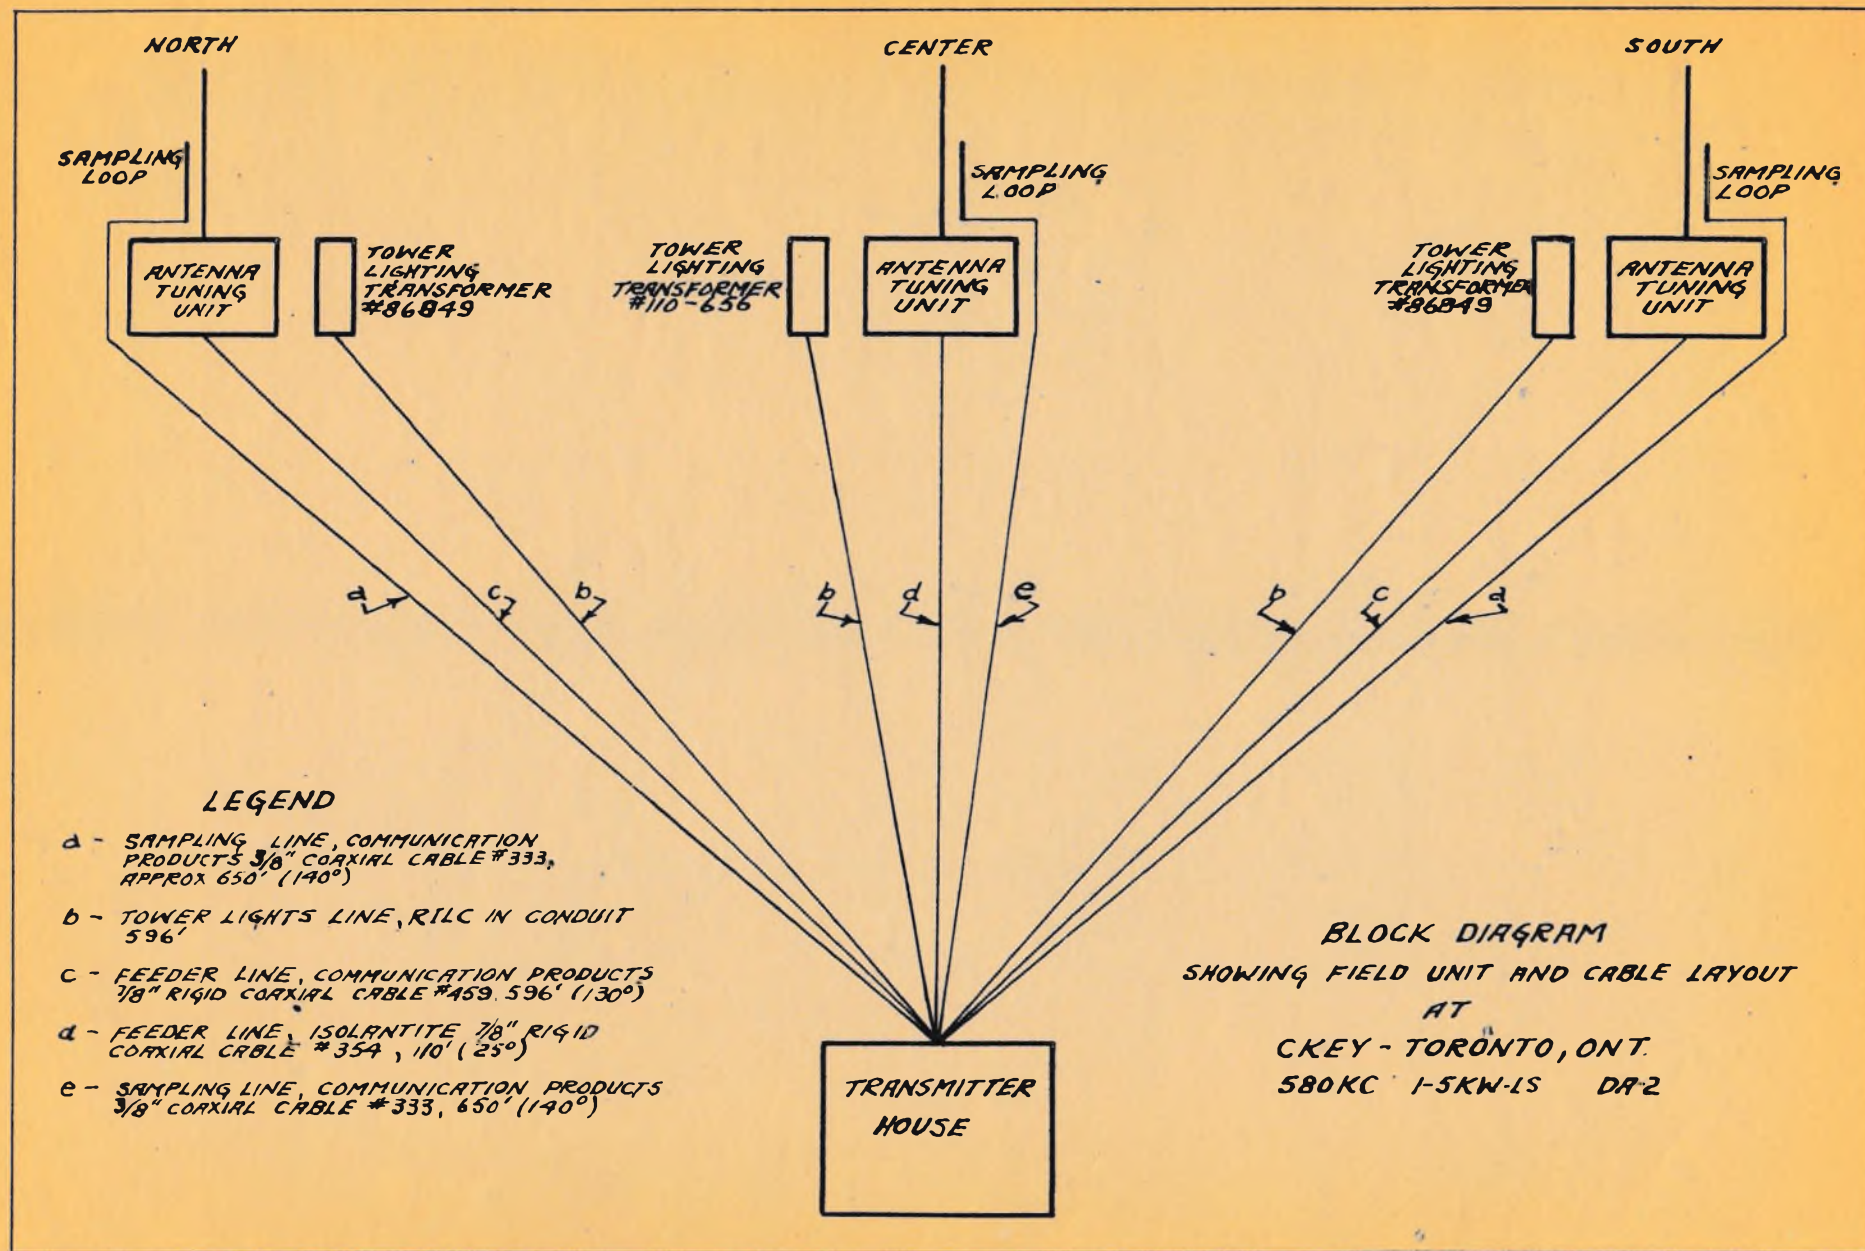 NORTH
CENTER
SOUTH
SAMPLING
LOOP
SAMPLING
LOOP
SAMPLING
LOOP
ANTENNA
TUNING
UNIT
TOWER
LIGHTING
TRANSFORMER
#86849
TOWER
LIGHTING
TRANSFORMER
#110-656
ANTENNA
TUNING
UNIT
TOWER
LIGHTING
TRANSFORMER
#86849
ANTENNA
TUNING
UNIT
a
c
b
b
d
e
b
c
a
LEGEND
a - SAMPLING LINE, COMMUNICATION
PRODUCTS 3/8" COAXIAL CABLE #333,
APPROX 650' (140°)
b - TOWER LIGHTS LINE, RILC IN CONDUIT
596'
c - FEEDER LINE, COMMUNICATION PRODUCTS
7/8" RIGID COAXIAL CABLE #459. 596' (130°)
d - FEEDER LINE, ISOLANTITE 7/8" RIGID
COAXIAL CABLE #354, 110' (25°)
e - SAMPLING LINE, COMMUNICATION PRODUCTS
3/8" COAXIAL CABLE #333, 650' (140°)
TRANSMITTER
HOUSE
BLOCK DIAGRAM
SHOWING FIELD UNIT AND CABLE LAYOUT
AT
CKEY - TORONTO, ONT.
580KC 1-5KW-LS DA-2